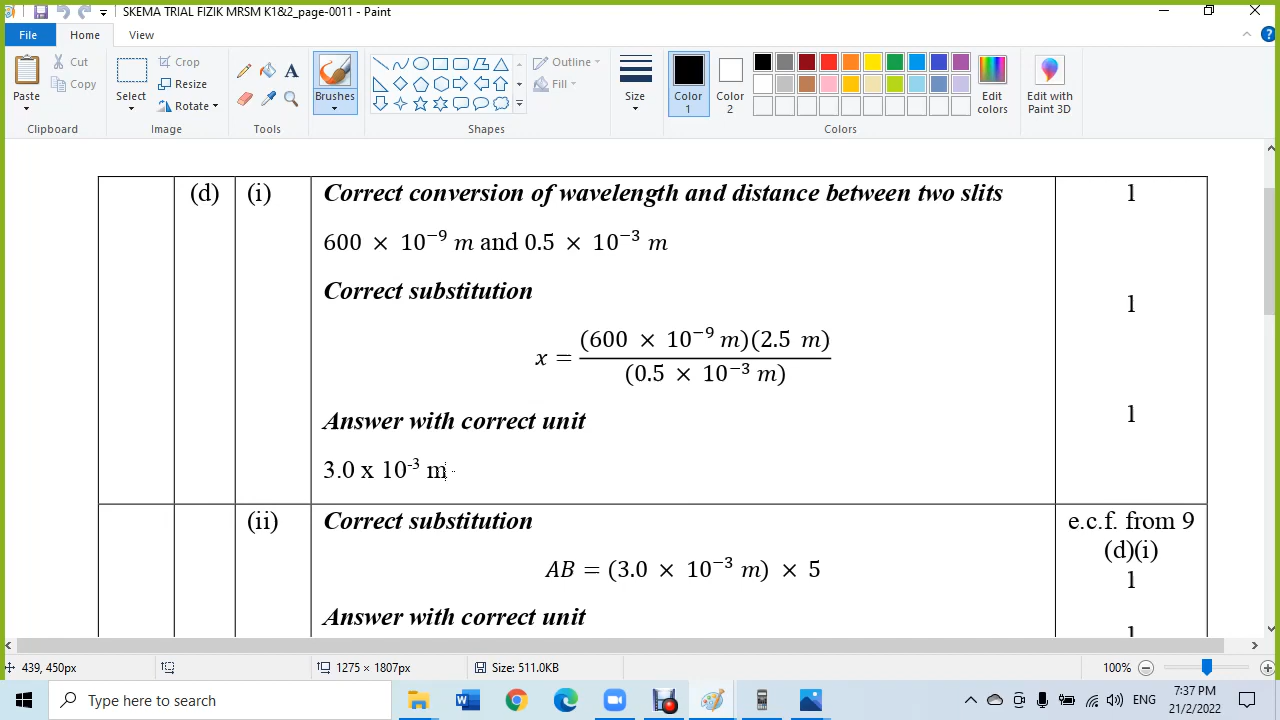 SKEMA TRIAL FIZIK MRSM K1&2_page-0011 - Paint
File Home View
Paste Cut Copy
Select Crop Resize Rotate
Brushes
Outline Fill
Size
Color 1 Color 2
Edit colors
Edit with Paint 3D
Clipboard Image Tools Shapes Colors
(d) (i) Correct conversion of wavelength and distance between two slits 1
600 × 10⁻⁹ m and 0.5 × 10⁻³ m
Correct substitution 1
x = (600 × 10⁻⁹ m)(2.5 m)
(0.5 × 10⁻³ m)
Answer with correct unit 1
3.0 x 10⁻³ m
(ii) Correct substitution e.c.f. from 9
(d)(i)
AB = (3.0 × 10⁻³ m) × 5 1
Answer with correct unit 1
439, 450px 1275 × 1807px Size: 511.0KB 100%
Type here to search
ENG 7:37 PM
21/2/2022